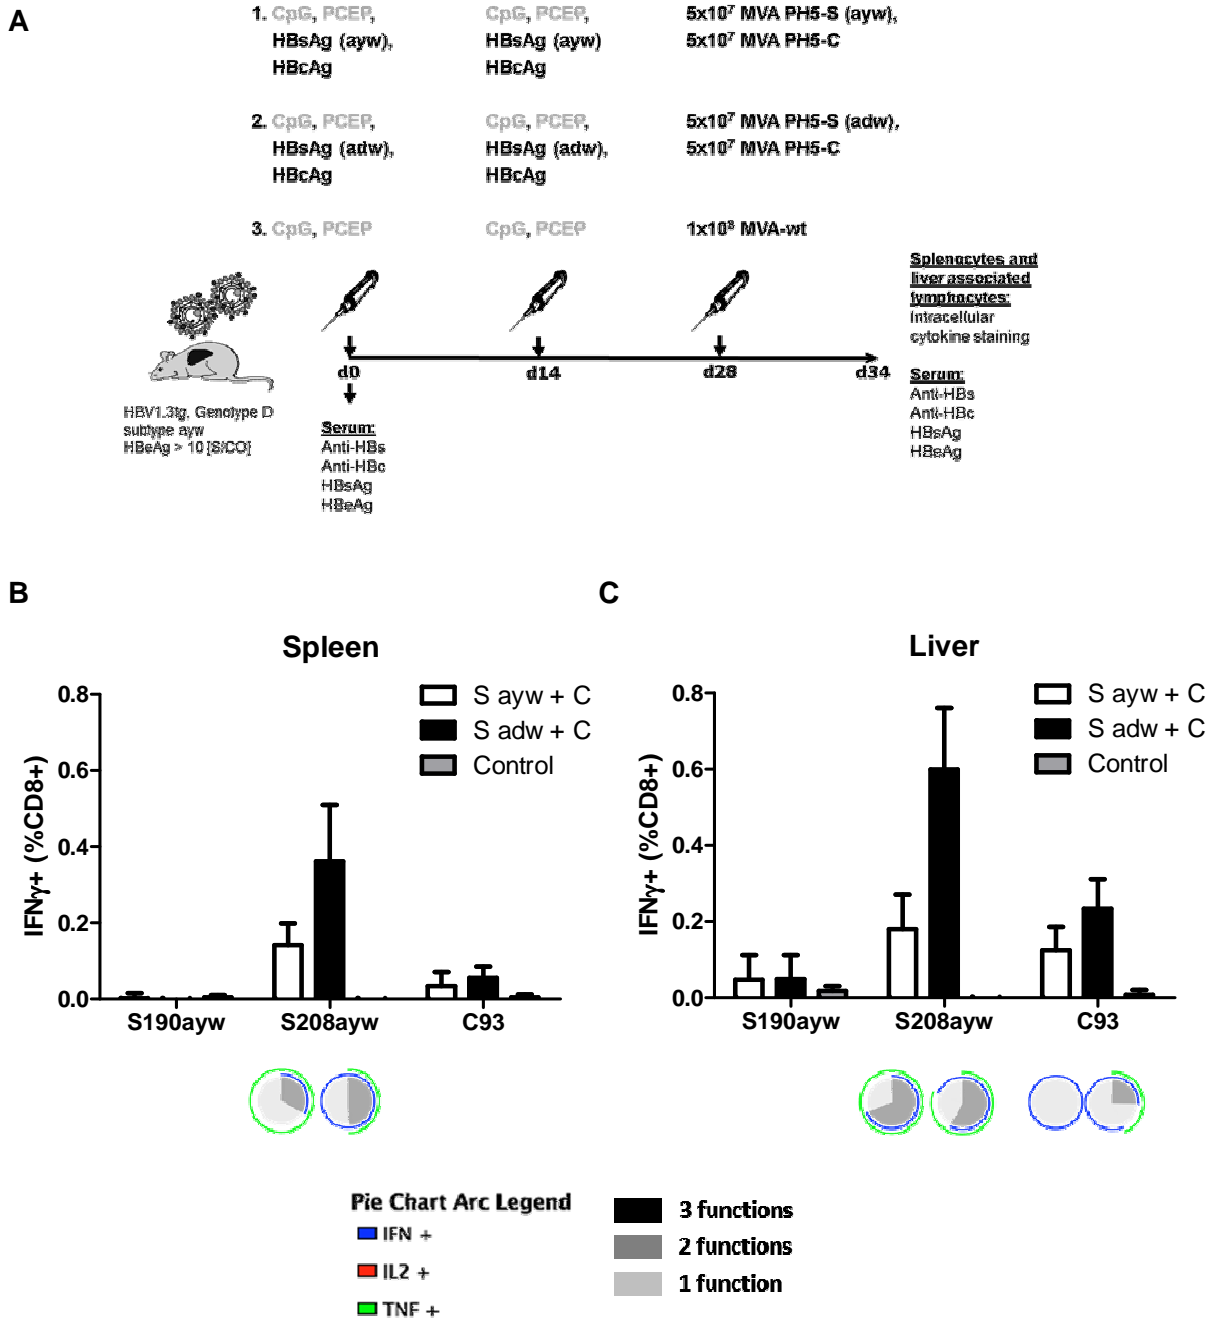 A
1. CpG, PCEP,
HBsAg (ayw),
HBcAg
CpG, PCEP,
HBsAg (ayw)
HBcAg
5x10⁷ MVA PH5-S (ayw),
5x10⁷ MVA PH5-C
2. CpG, PCEP,
HBsAg (adw),
HBcAg
CpG, PCEP,
HBsAg (adw),
HBcAg
5x10⁷ MVA PH5-S (adw),
5x10⁷ MVA PH5-C
3. CpG, PCEP
CpG, PCEP
1x10⁸ MVA-wt
d0
d14
d28
d34
HBV1.3tg, Genotype D
subtype ayw
HBeAg > 10 [S/CO]
Serum:
Anti-HBs
Anti-HBc
HBsAg
HBeAg
Splenocytes and
liver associated
lymphocytes:
Intracellular
cytokine staining
Serum:
Anti-HBs
Anti-HBc
HBsAg
HBeAg
B
Spleen
S ayw + C
S adw + C
Control
IFNγ+ (%CD8+)
0.8
0.6
0.4
0.2
0.0
S190ayw
S208ayw
C93
C
Liver
S ayw + C
S adw + C
Control
IFNγ+ (%CD8+)
0.8
0.6
0.4
0.2
0.0
S190ayw
S208ayw
C93
Pie Chart Arc Legend
IFN +
IL2 +
TNF +
3 functions
2 functions
1 function